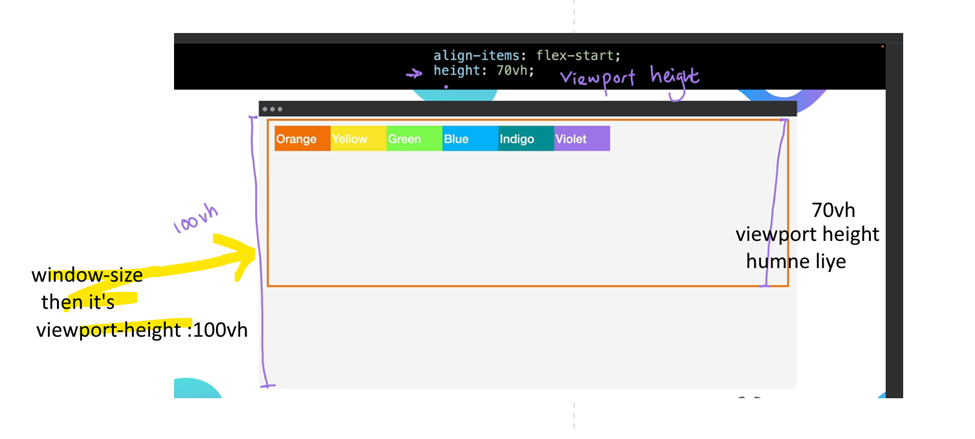 align-items: flex-start;
height: 70vh;
viewport height
Orange Yellow Green Blue Indigo Violet
100vh
70vh
viewport height
humne liye
window-size
then it's
viewport-height :100vh